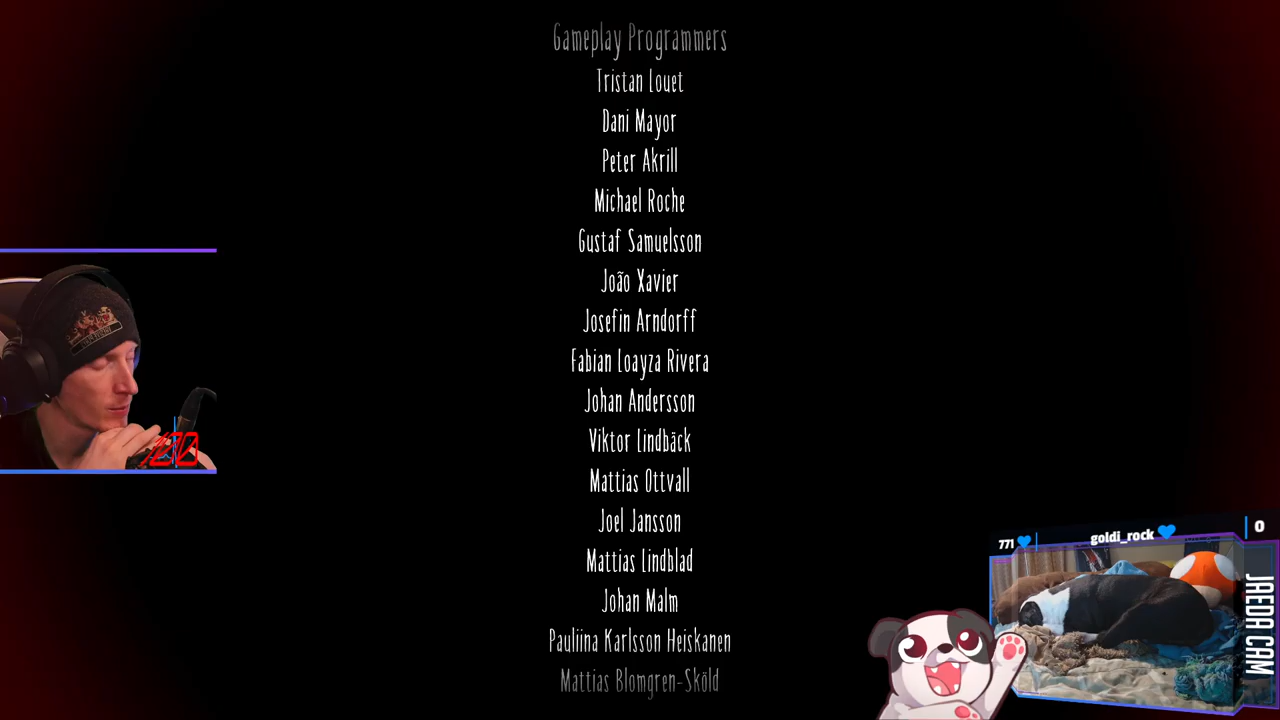 Gameplay Programmers
Tristan Louet
Dani Mayor
Peter Akrill
Michael Roche
Gustaf Samuelsson
João Xavier
Josefin Arndorff
Fabian Loayza Rivera
Johan Andersson
Viktor Lindbäck
Mattias Ottvall
Joel Jansson
Mattias Lindblad
Johan Malm
Pauliina Karlsson Heiskanen
Mattias Blomgren-Sköld
771
goldi_rock
0
JAEDA CAM